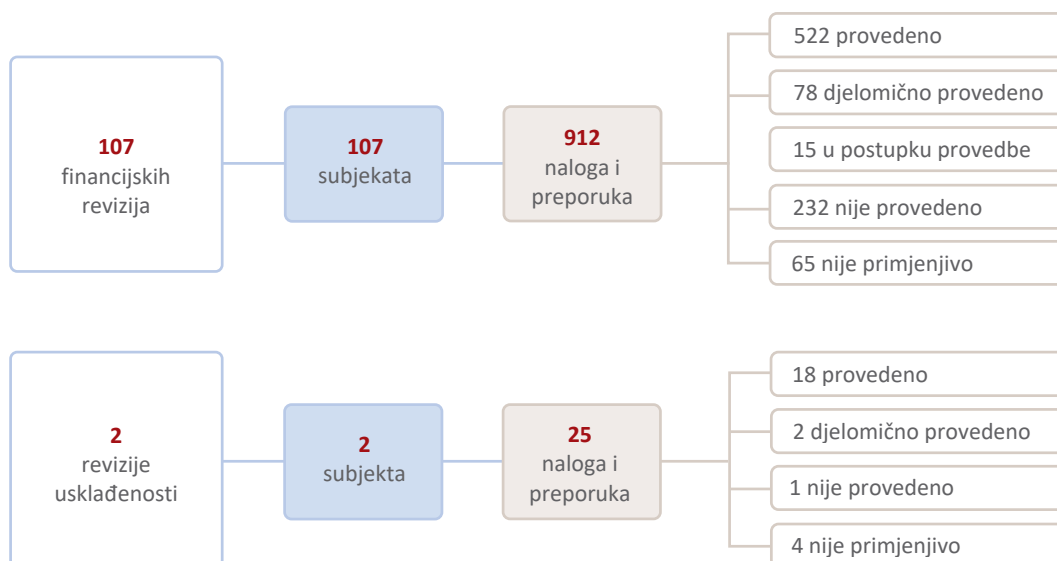 107
financijskih
revizija
107
subjekata
912
naloga i
preporuka
522 provedeno
78 djelomično provedeno
15 u postupku provedbe
232 nije provedeno
65 nije primjenjivo
2
revizije
usklađenosti
2
subjekta
25
naloga i
preporuka
18 provedeno
2 djelomično provedeno
1 nije provedeno
4 nije primjenjivo